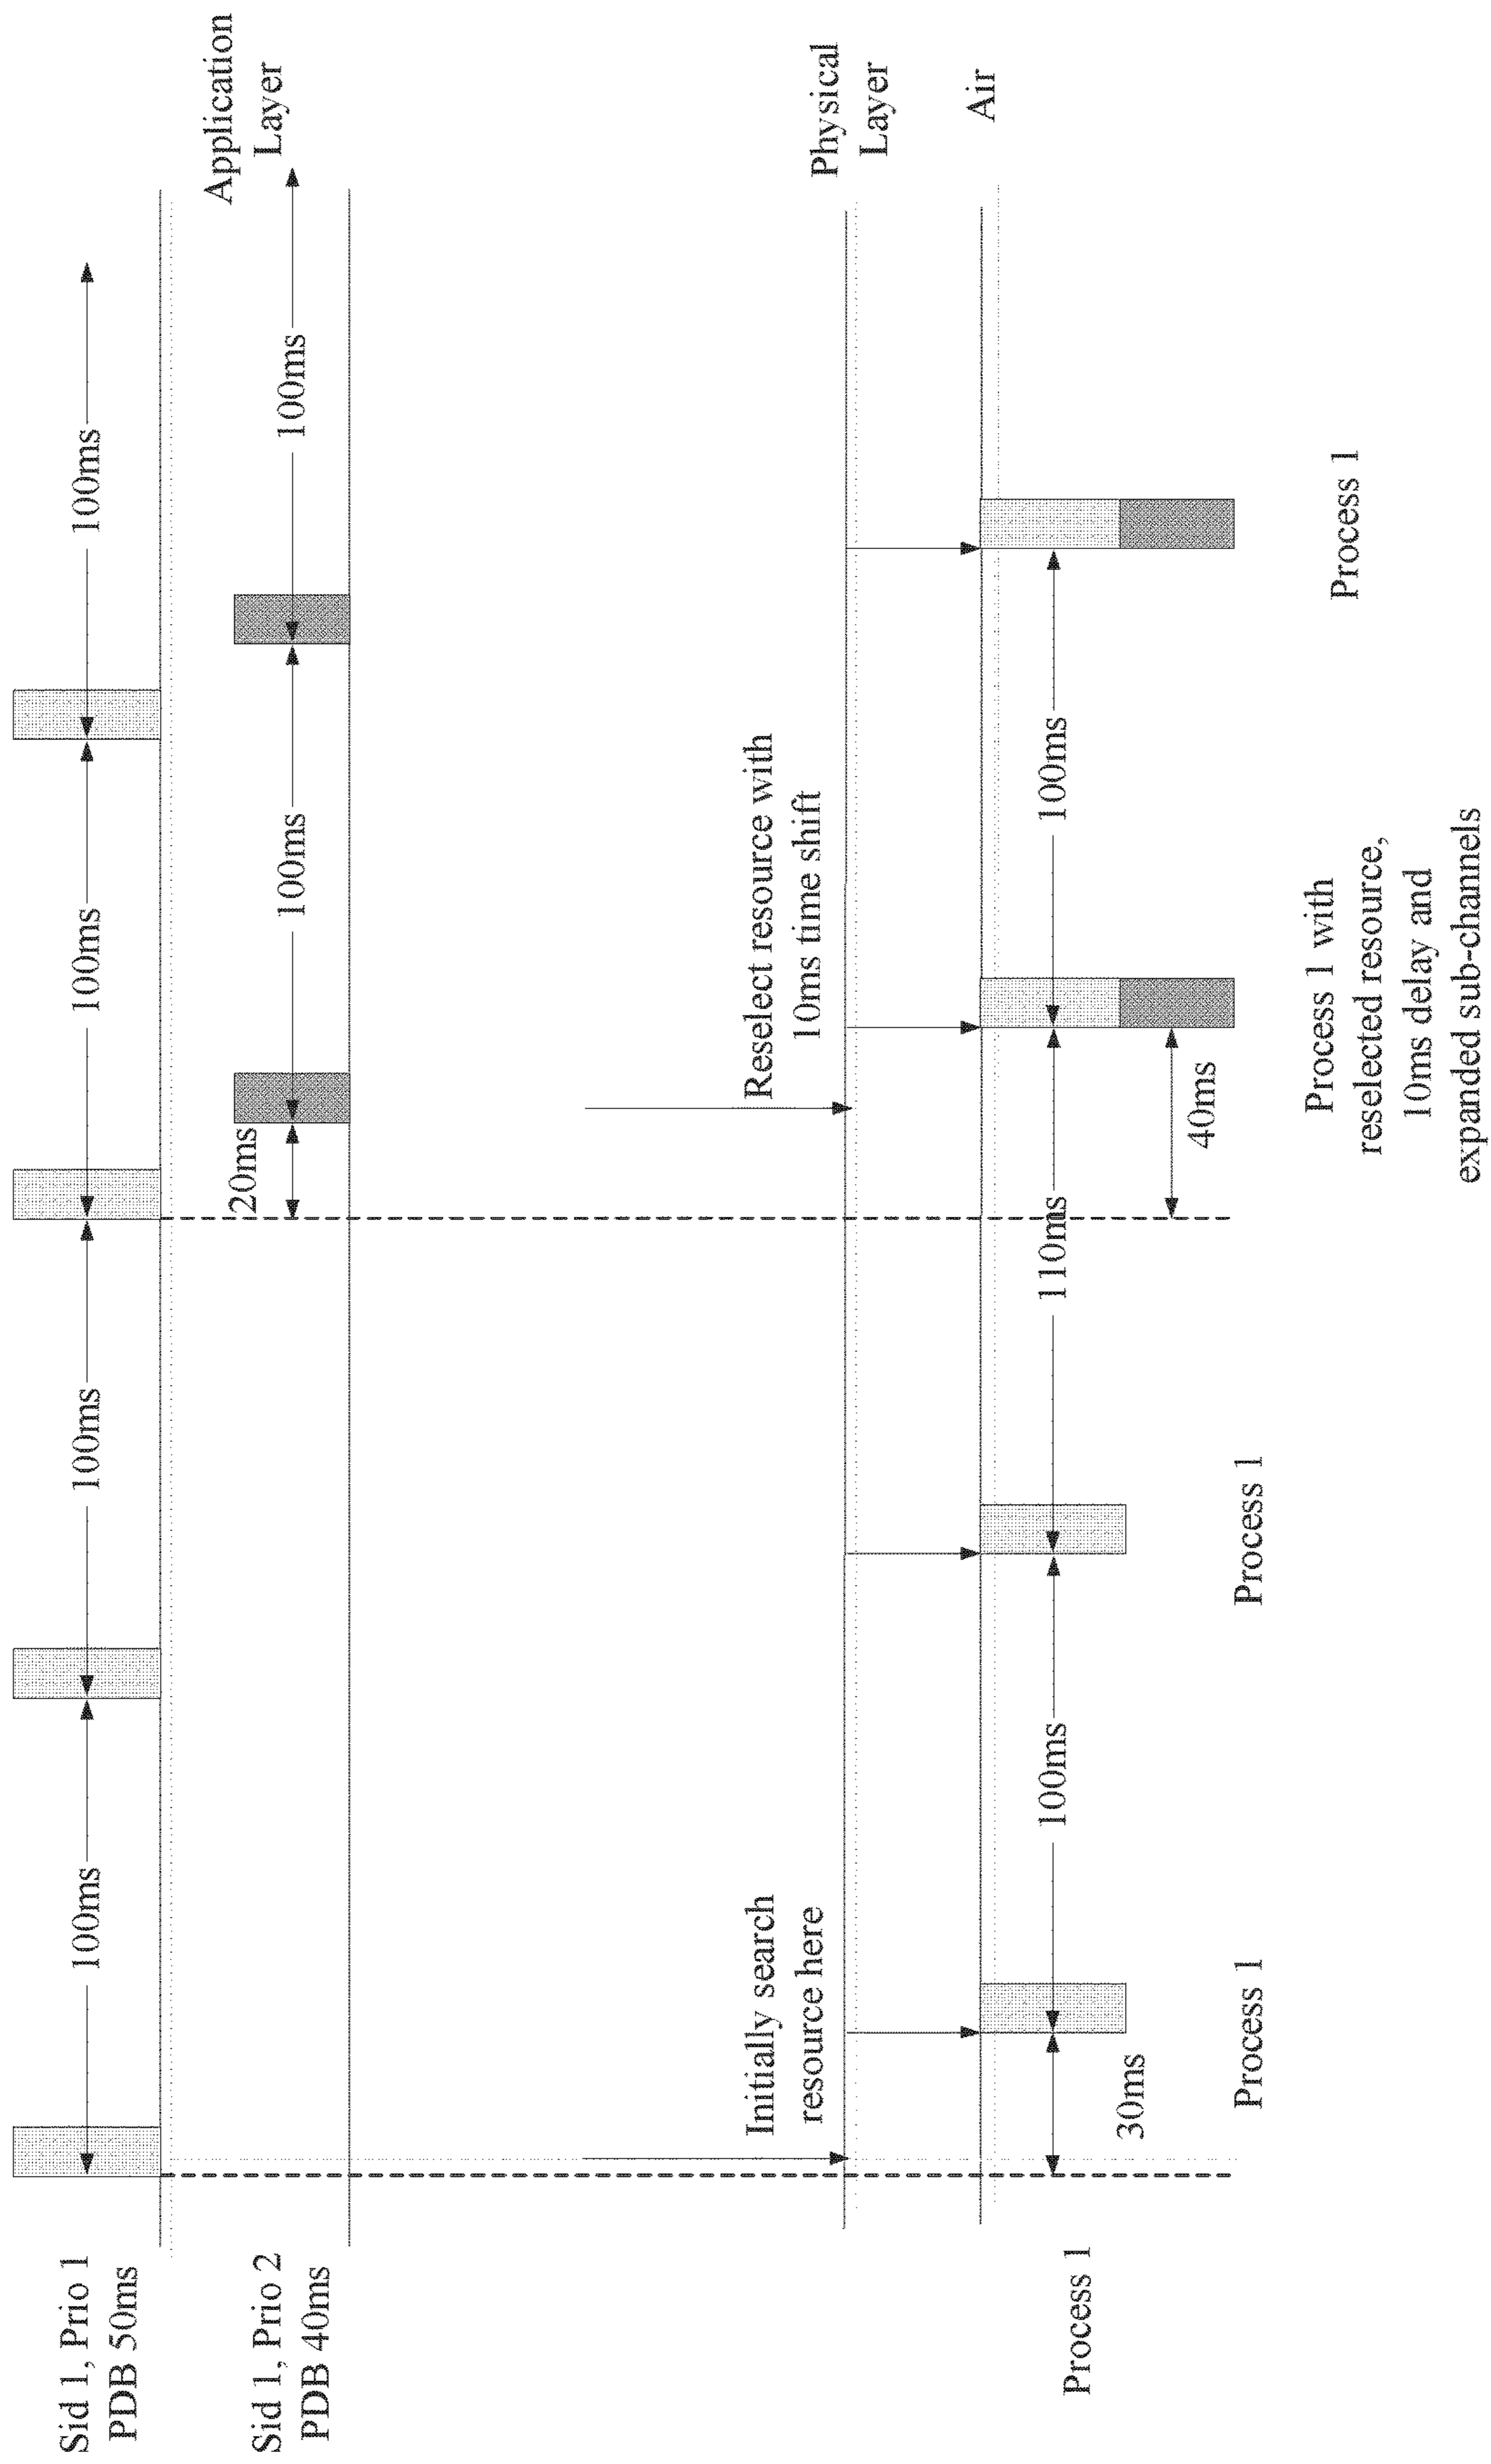 Sid 1, Prio 1
PDB 50ms
100ms
100ms
100ms
100ms
Sid 1, Prio 2
PDB 40ms
20ms
100ms
100ms
Application
Layer
Initially search
resource here
Reselect resource with
10ms time shift
Physical
Layer
Air
Process 1
30ms
100ms
110ms
40ms
100ms
Process 1
Process 1
Process 1 with
reselected resource,
10ms delay and
expanded sub-channels
Process 1